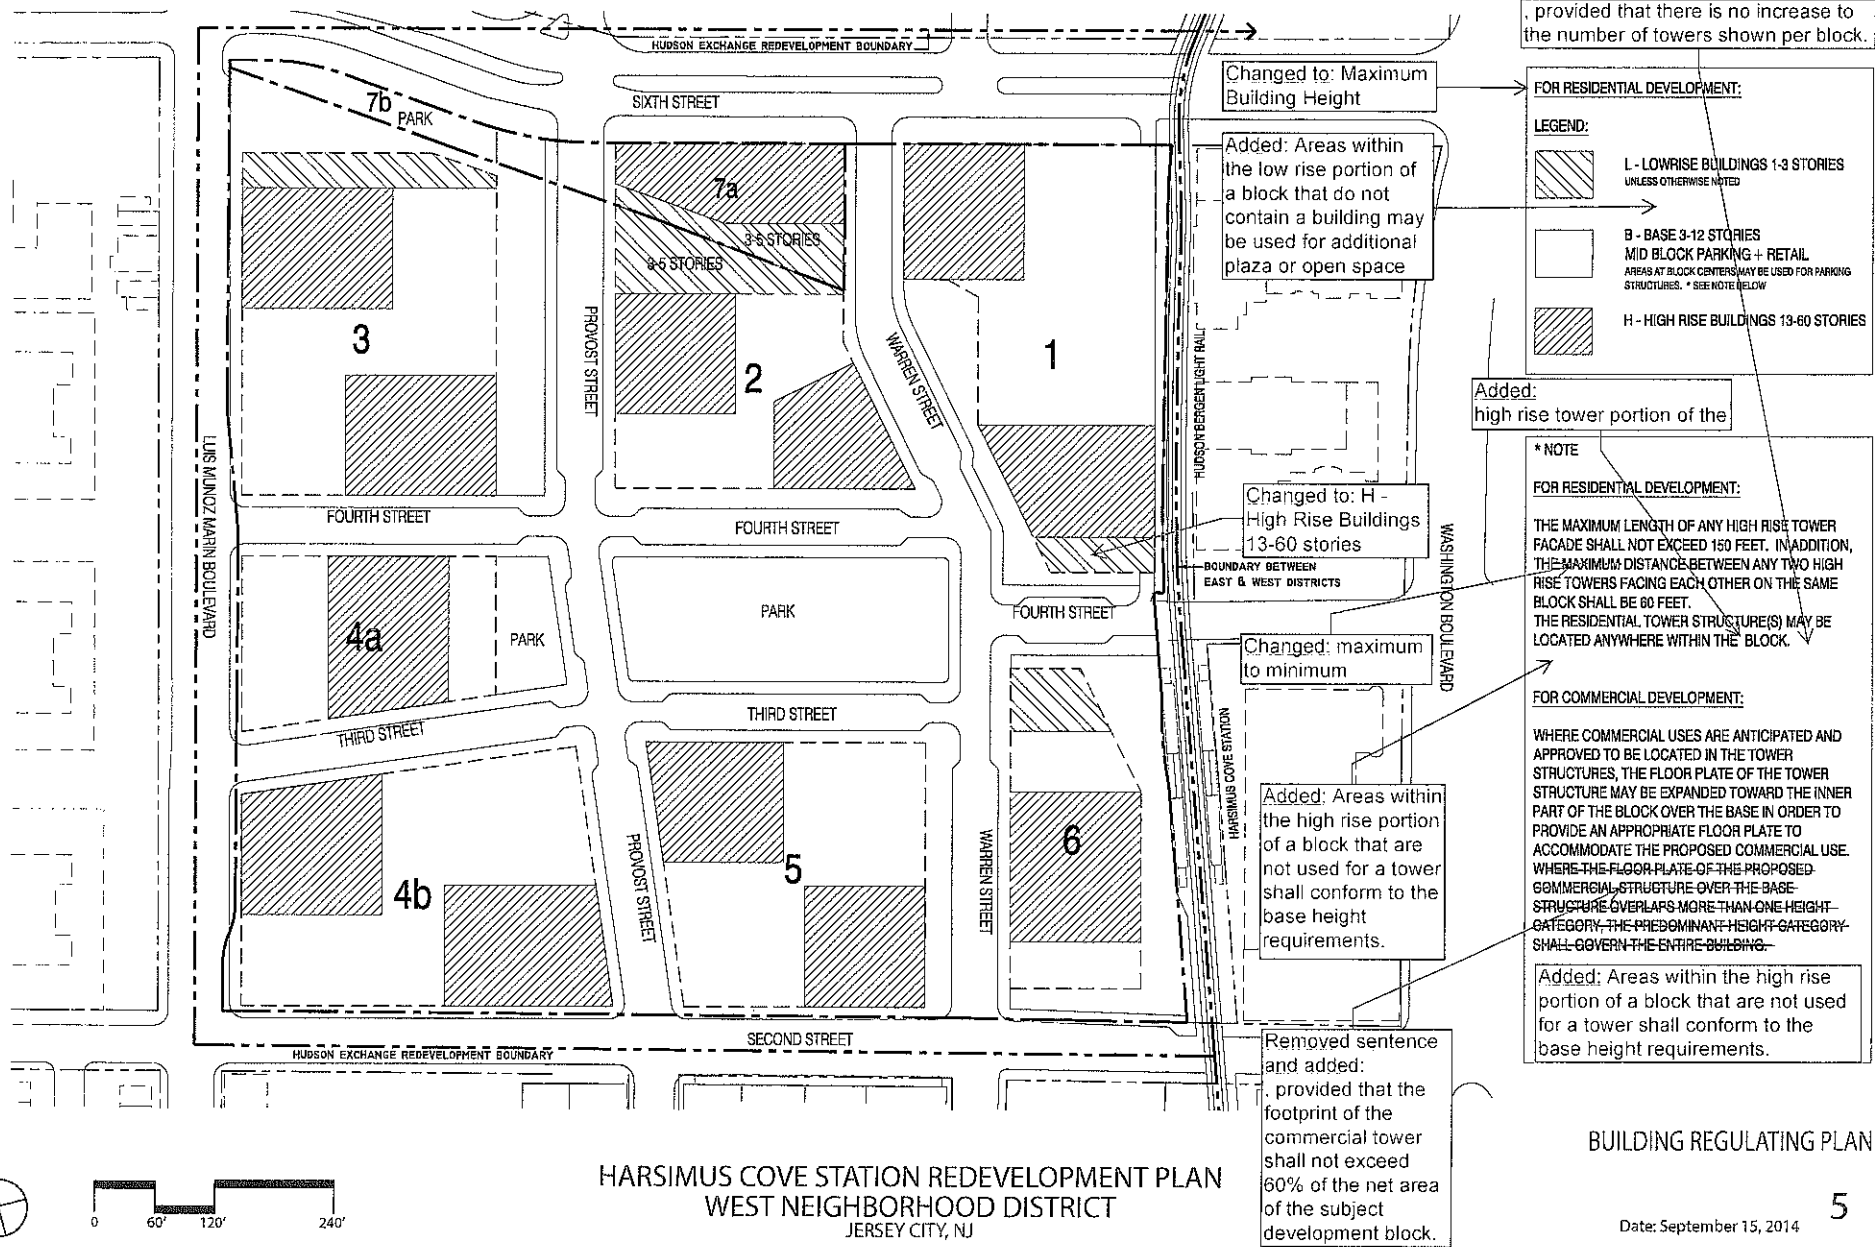 , provided that there is no increase to
the number of towers shown per block.
HUDSON EXCHANGE REDEVELOPMENT BOUNDARY
Changed to: Maximum
Building Height
FOR RESIDENTIAL DEVELOPMENT:
LEGEND:
L - LOWRISE BUILDINGS 1-3 STORIES
UNLESS OTHERWISE NOTED
B - BASE 3-12 STORIES
MID BLOCK PARKING + RETAIL
AREAS AT BLOCK CENTERS MAY BE USED FOR PARKING
STRUCTURES. * SEE NOTE BELOW
H - HIGH RISE BUILDINGS 13-60 STORIES
7b
PARK
SIXTH STREET
Added: Areas within
the low rise portion of
a block that do not
contain a building may
be used for additional
plaza or open space
7a
3-5 STORIES
3-5 STORIES
3
PROVOST STREET
2
WARREN STREET
1
HUDSON BERGEN LIGHT RAIL
Added:
high rise tower portion of the
LUIS MUNOZ MARIN BOULEVARD
FOURTH STREET
FOURTH STREET
Changed to: H -
High Rise Buildings
13-60 stories
BOUNDARY BETWEEN
EAST & WEST DISTRICTS
WASHINGTON BOULEVARD
* NOTE
FOR RESIDENTIAL DEVELOPMENT:
THE MAXIMUM LENGTH OF ANY HIGH RISE TOWER
FACADE SHALL NOT EXCEED 150 FEET. IN ADDITION,
THE MAXIMUM DISTANCE BETWEEN ANY TWO HIGH
RISE TOWERS FACING EACH OTHER ON THE SAME
BLOCK SHALL BE 60 FEET.
THE RESIDENTIAL TOWER STRUCTURE(S) MAY BE
LOCATED ANYWHERE WITHIN THE BLOCK.
4a
PARK
PARK
FOURTH STREET
Changed: maximum
to minimum
THIRD STREET
THIRD STREET
HARSIMUS COVE STATION
FOR COMMERCIAL DEVELOPMENT:
WHERE COMMERCIAL USES ARE ANTICIPATED AND
APPROVED TO BE LOCATED IN THE TOWER
STRUCTURES, THE FLOOR PLATE OF THE TOWER
STRUCTURE MAY BE EXPANDED TOWARD THE INNER
PART OF THE BLOCK OVER THE BASE IN ORDER TO
PROVIDE AN APPROPRIATE FLOOR PLATE TO
ACCOMMODATE THE PROPOSED COMMERCIAL USE.
WHERE THE FLOOR PLATE OF THE PROPOSED
COMMERCIAL STRUCTURE OVER THE BASE
STRUCTURE OVERLAPS MORE THAN ONE HEIGHT
CATEGORY, THE PREDOMINANT HEIGHT CATEGORY
SHALL GOVERN THE ENTIRE BUILDING.
Added: Areas within the high rise
portion of a block that are not used
for a tower shall conform to the
base height requirements.
Added: Areas within
the high rise portion
of a block that are
not used for a tower
shall conform to the
base height
requirements.
4b
PROVOST STREET
5
WARREN STREET
6
SECOND STREET
HUDSON EXCHANGE REDEVELOPMENT BOUNDARY
Removed sentence
and added:
, provided that the
footprint of the
commercial tower
shall not exceed
60% of the net area
of the subject
development block.
0 60' 120' 240'
HARSIMUS COVE STATION REDEVELOPMENT PLAN
WEST NEIGHBORHOOD DISTRICT
JERSEY CITY, NJ
BUILDING REGULATING PLAN
5
Date: September 15, 2014